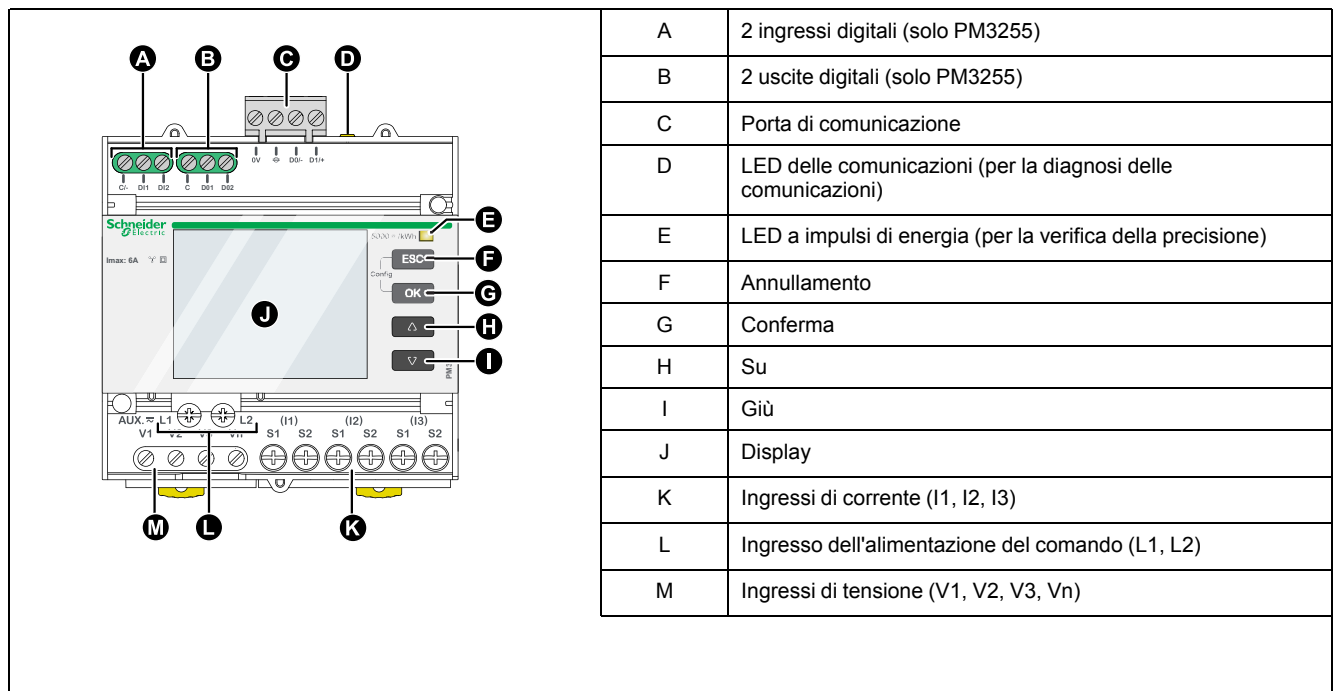 A
B
C
D
0V ⏚ D0/- D1/+
C/- DI1 DI2 C D01 D02
Schneider
Electric
5000 /kWh
E
Imax: 6A
ESC
F
Config
OK
G
J
H
I
PM3
AUX. L1 L2 (I1) (I2) (I3)
V1 V2 Vn S1 S2 S1 S2 S1 S2
M
L
K
A 2 ingressi digitali (solo PM3255)
B 2 uscite digitali (solo PM3255)
C Porta di comunicazione
D LED delle comunicazioni (per la diagnosi delle
comunicazioni)
E LED a impulsi di energia (per la verifica della precisione)
F Annullamento
G Conferma
H Su
I Giù
J Display
K Ingressi di corrente (I1, I2, I3)
L Ingresso dell'alimentazione del comando (L1, L2)
M Ingressi di tensione (V1, V2, V3, Vn)